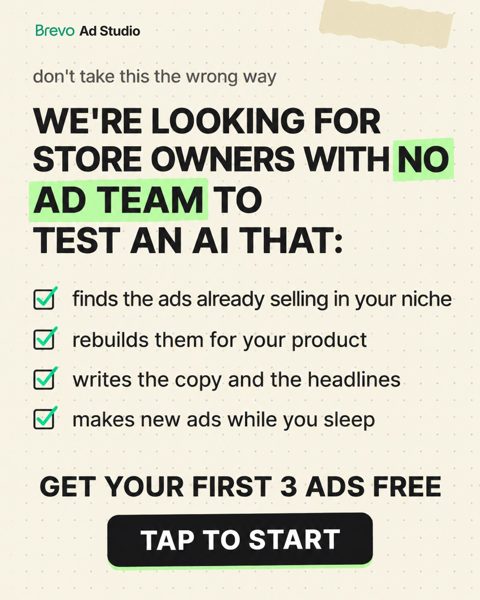 Brevo Ad Studio
don't take this the wrong way
WE'RE LOOKING FOR
STORE OWNERS WITH NO
AD TEAM TO
TEST AN AI THAT:
finds the ads already selling in your niche
rebuilds them for your product
writes the copy and the headlines
makes new ads while you sleep
GET YOUR FIRST 3 ADS FREE
TAP TO START